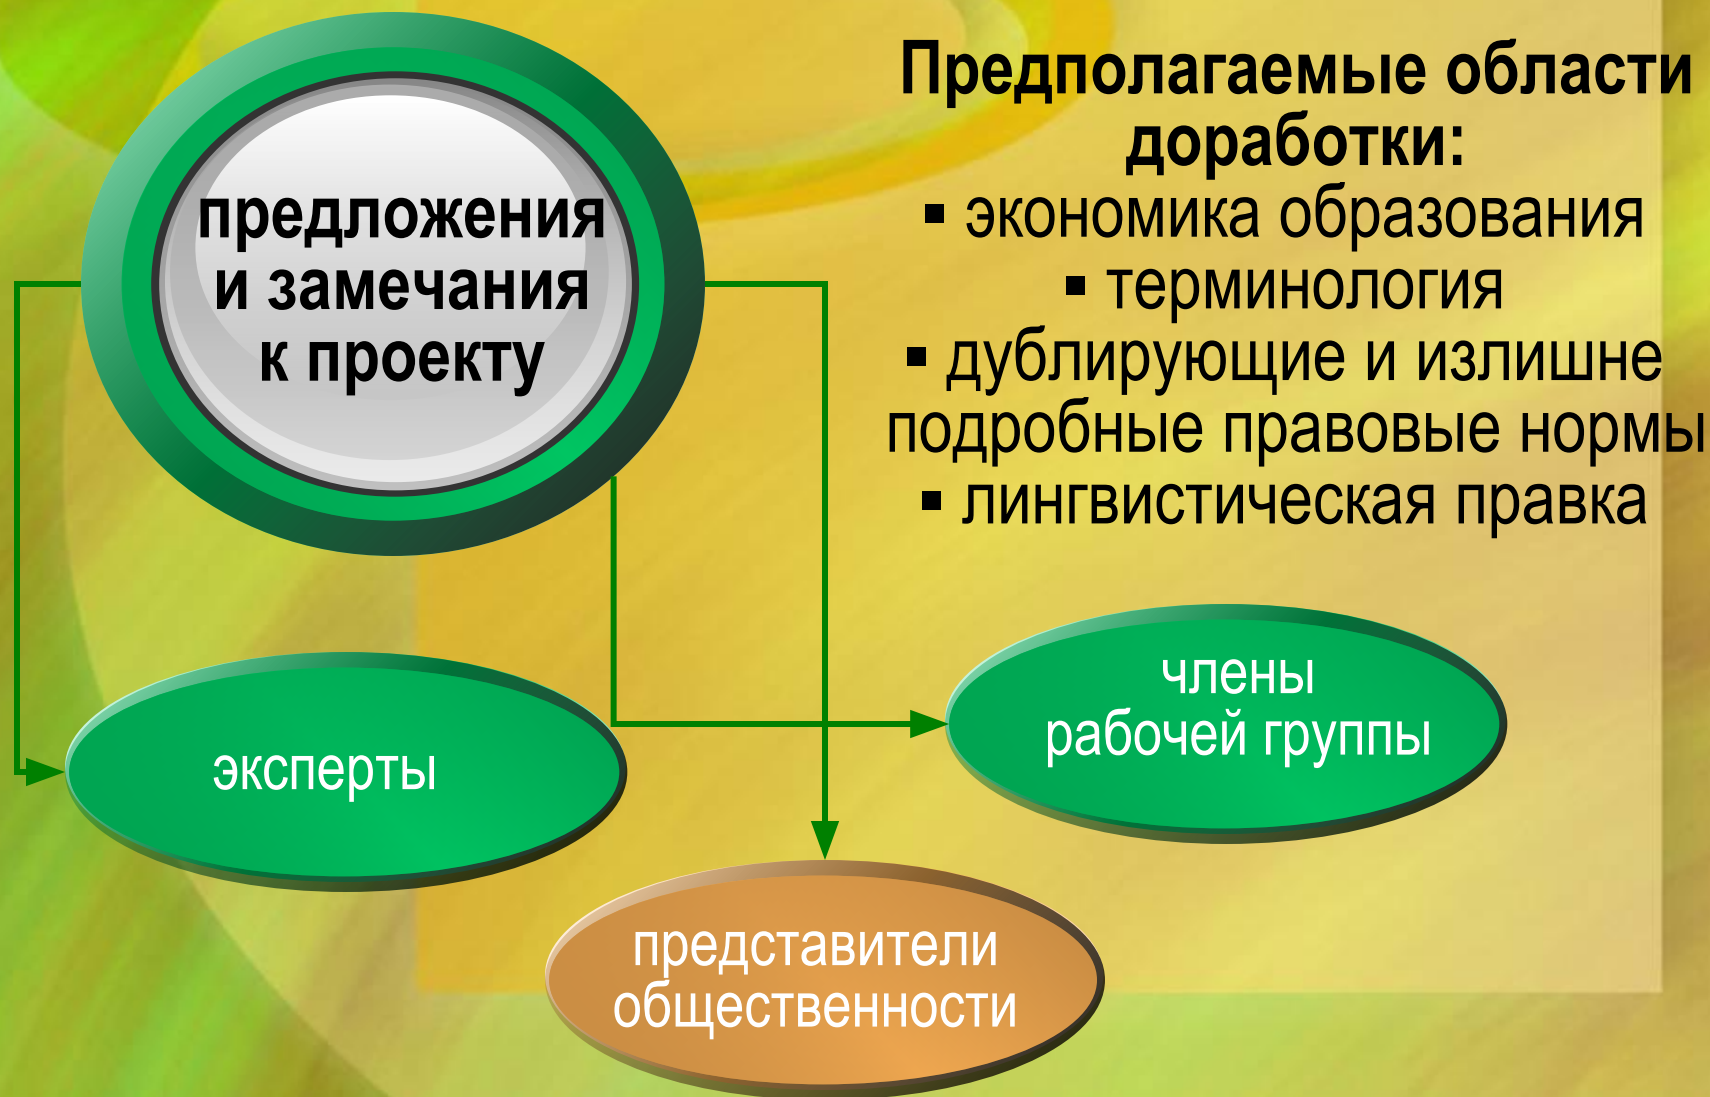 предложения
и замечания
к проекту
Предполагаемые области
доработки:
▪ экономика образования
▪ терминология
▪ дублирующие и излишне
подробные правовые нормы
▪ лингвистическая правка
члены
рабочей группы
эксперты
представители
общественности